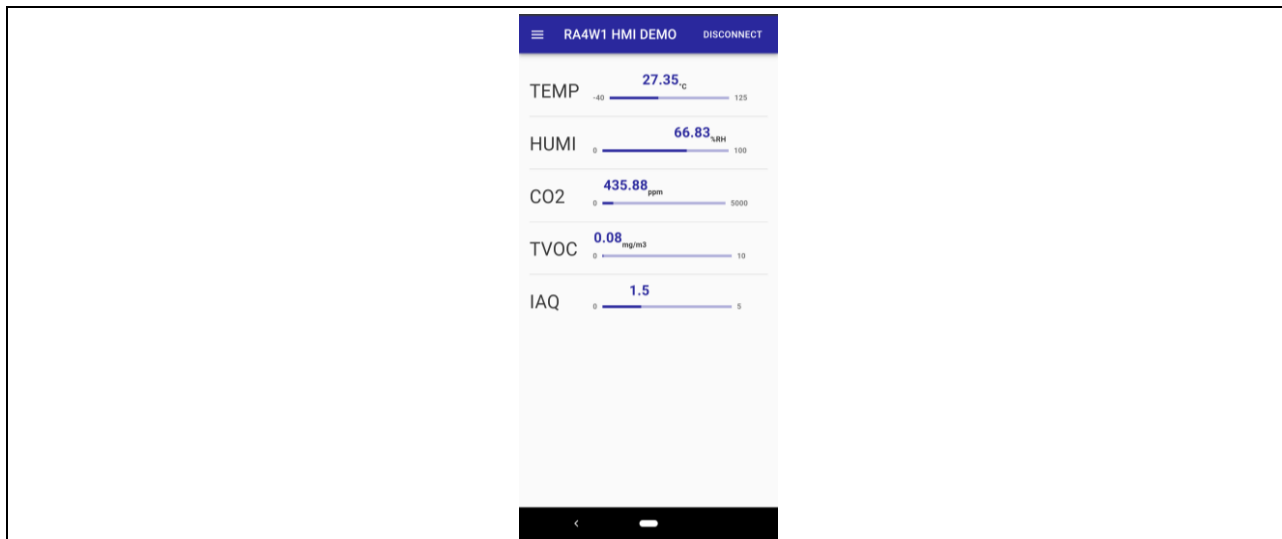 RA4W1 HMI DEMO DISCONNECT
27.35°C
TEMP -40 125
66.83%RH
HUMI 0 100
435.88ppm
CO2 0 5000
0.08mg/m3
TVOC 0 10
1.5
IAQ 0 5